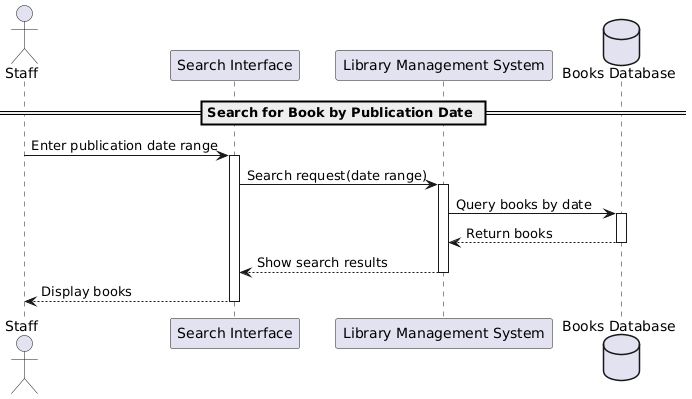 Staff
Search Interface
Library Management System
Books Database
Search for Book by Publication Date
Enter publication date range
Search request(date range)
Query books by date
Return books
Show search results
Display books
Staff
Search Interface
Library Management System
Books Database